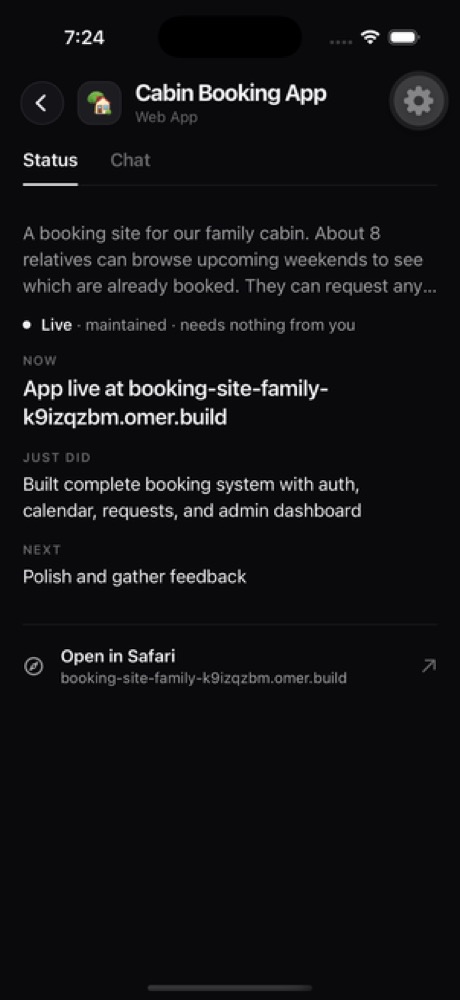 7:24
Cabin Booking App
Web App
Status
Chat
A booking site for our family cabin. About 8
relatives can browse upcoming weekends to see
which are already booked. They can request any...
Live · maintained · needs nothing from you
NOW
App live at booking-site-family-
k9izqzbm.omer.build
JUST DID
Built complete booking system with auth,
calendar, requests, and admin dashboard
NEXT
Polish and gather feedback
Open in Safari
booking-site-family-k9izqzbm.omer.build